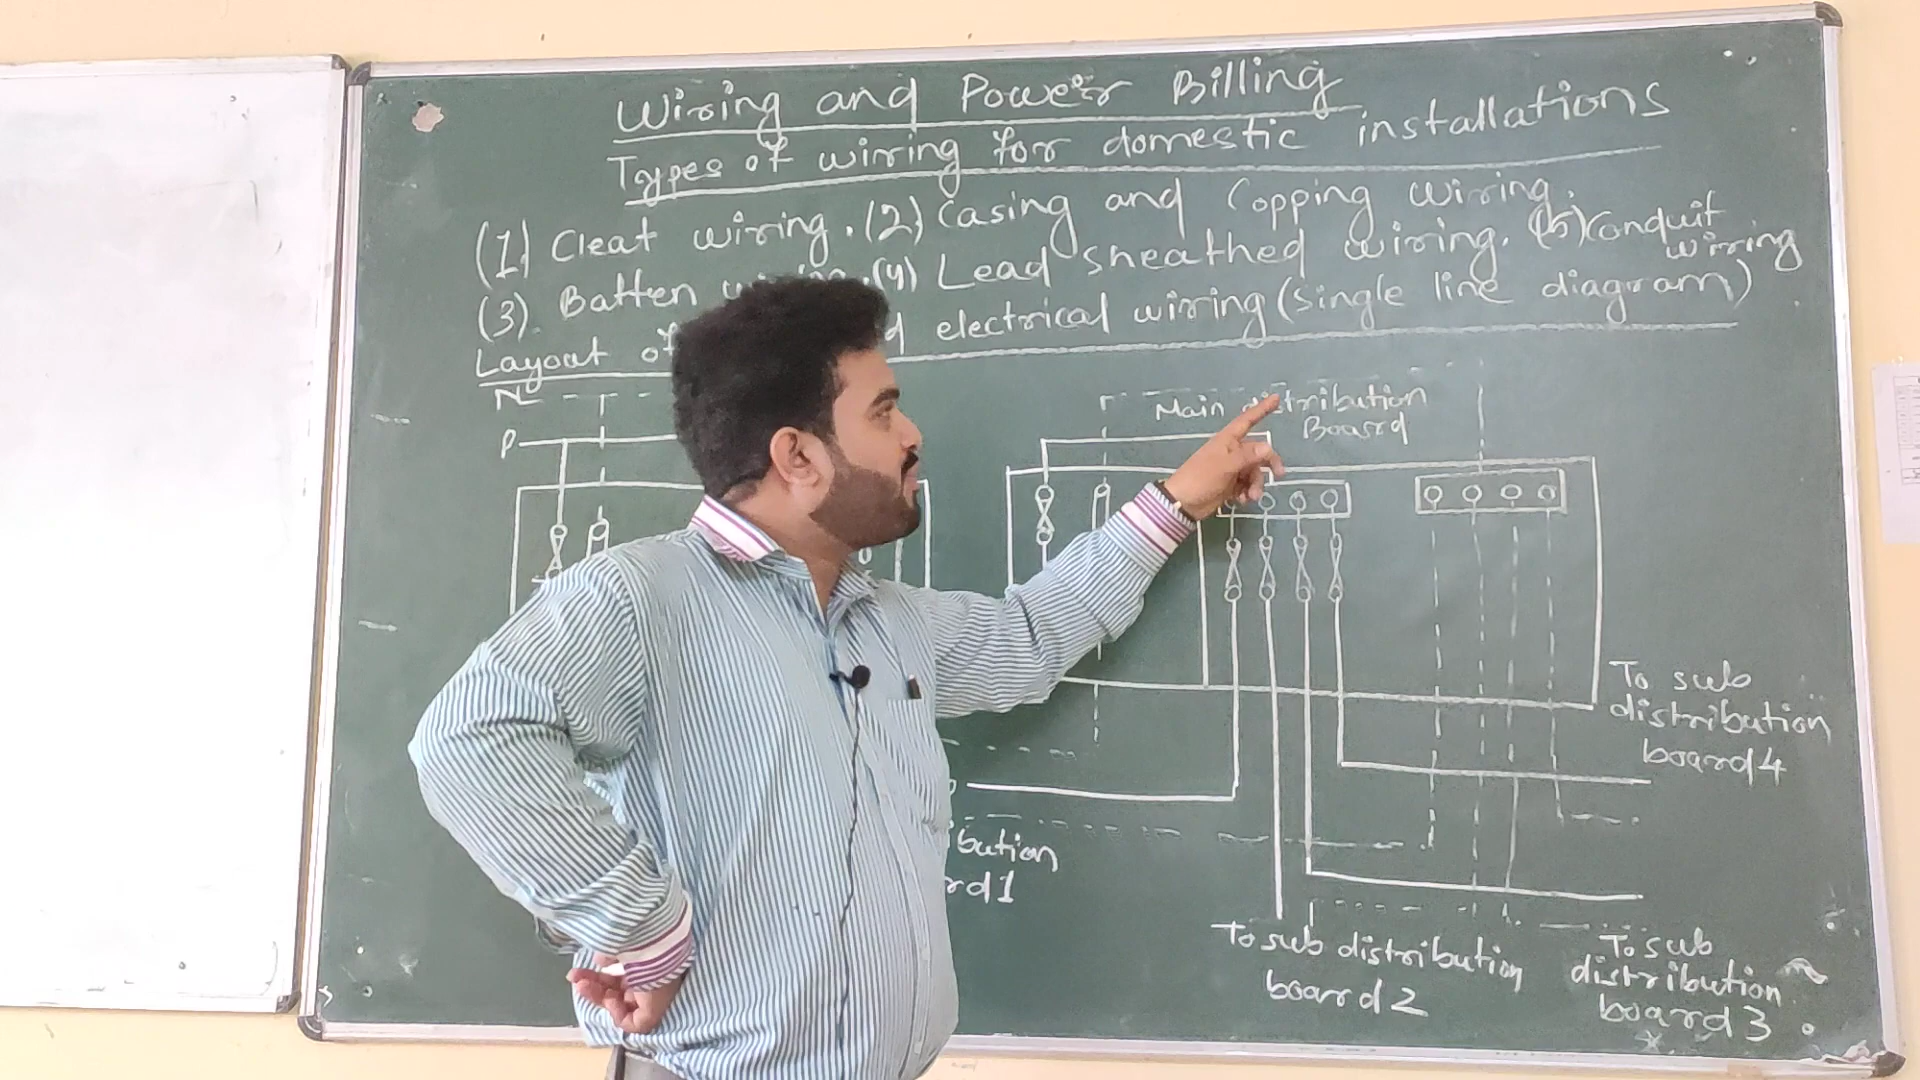 Wiring and Power Billing
Types of wiring for domestic installations
(1) Cleat wiring. (2) Casing and Copping wiring.
(3) Batten (4) Lead sheathed wiring. (5) Conduit wiring
Layout of electrical wiring (single line diagram)
N
P
Main distribution
Board
To sub
distribution
board 4
bution
rd 1
To sub distribution
board 2
To sub
distribution
board 3